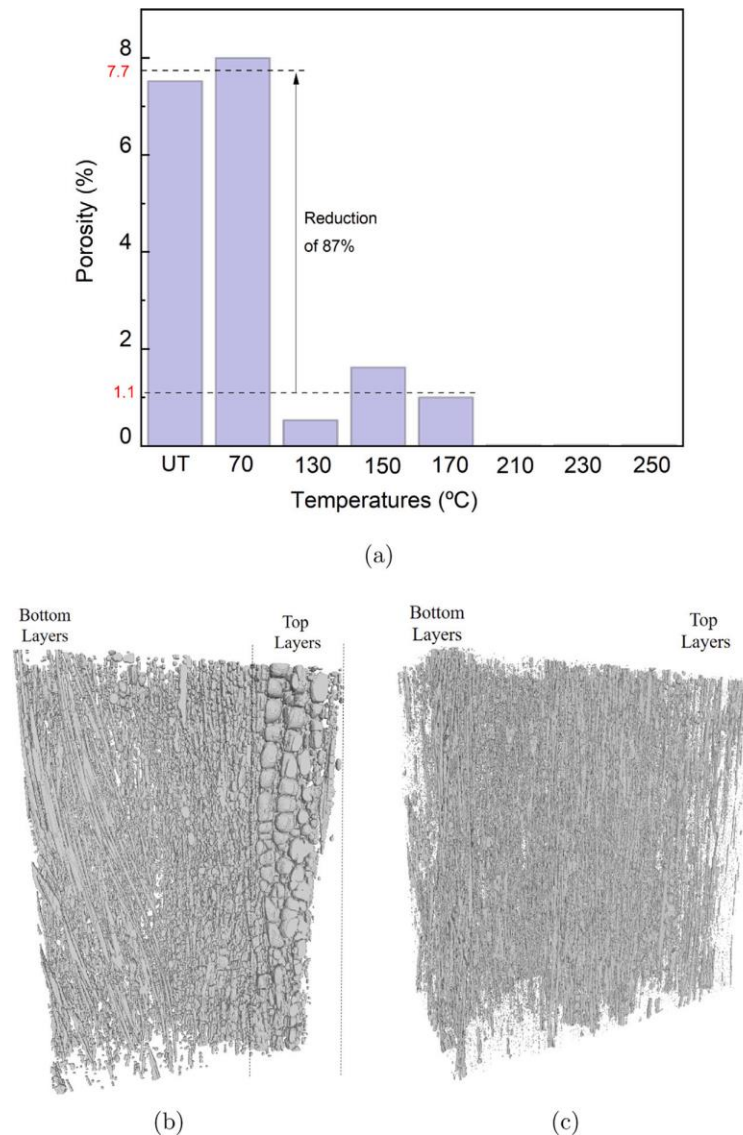 8
7.7
6
4
2
1.1
0
Porosity (%)
Reduction
of 87%
UT 70 130 150 170 210 230 250
Temperatures (ºC)
(a)
Bottom
Layers
Top
Layers
Bottom
Layers
Top
Layers
(b)
(c)